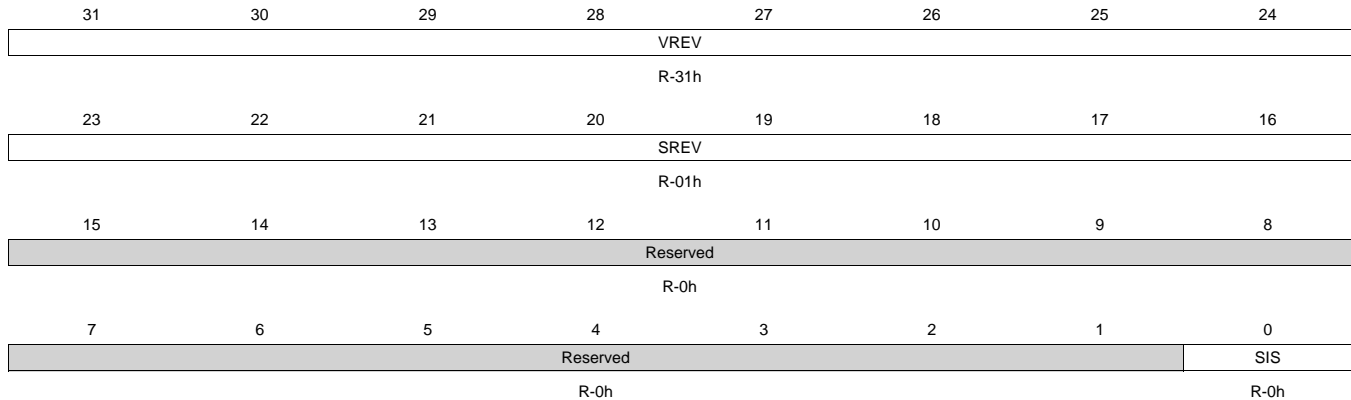 31 30 29 28 27 26 25 24
VREV
R-31h
23 22 21 20 19 18 17 16
SREV
R-01h
15 14 13 12 11 10 9 8
Reserved
R-0h
7 6 5 4 3 2 1 0
Reserved SIS
R-0h R-0h